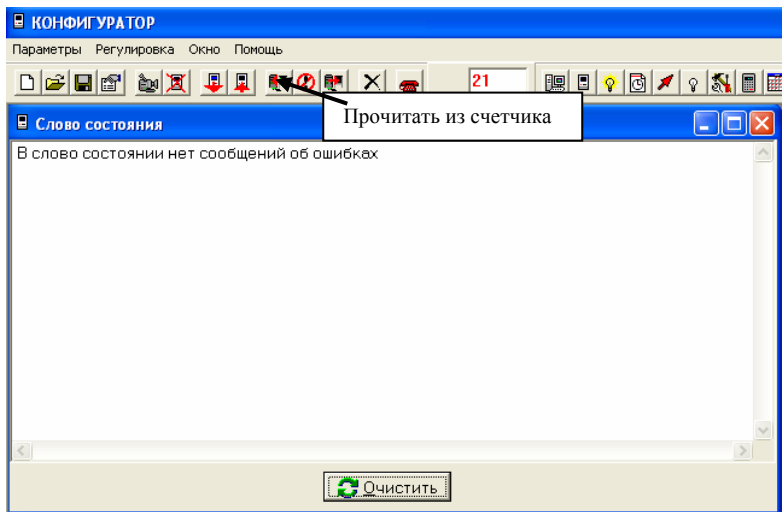 КОНФИГУРАТОР
Параметры Регулировка Окно Помощь
21
Прочитать из счетчика
Слово состояния
В слово состоянии нет сообщений об ошибках
Очистить